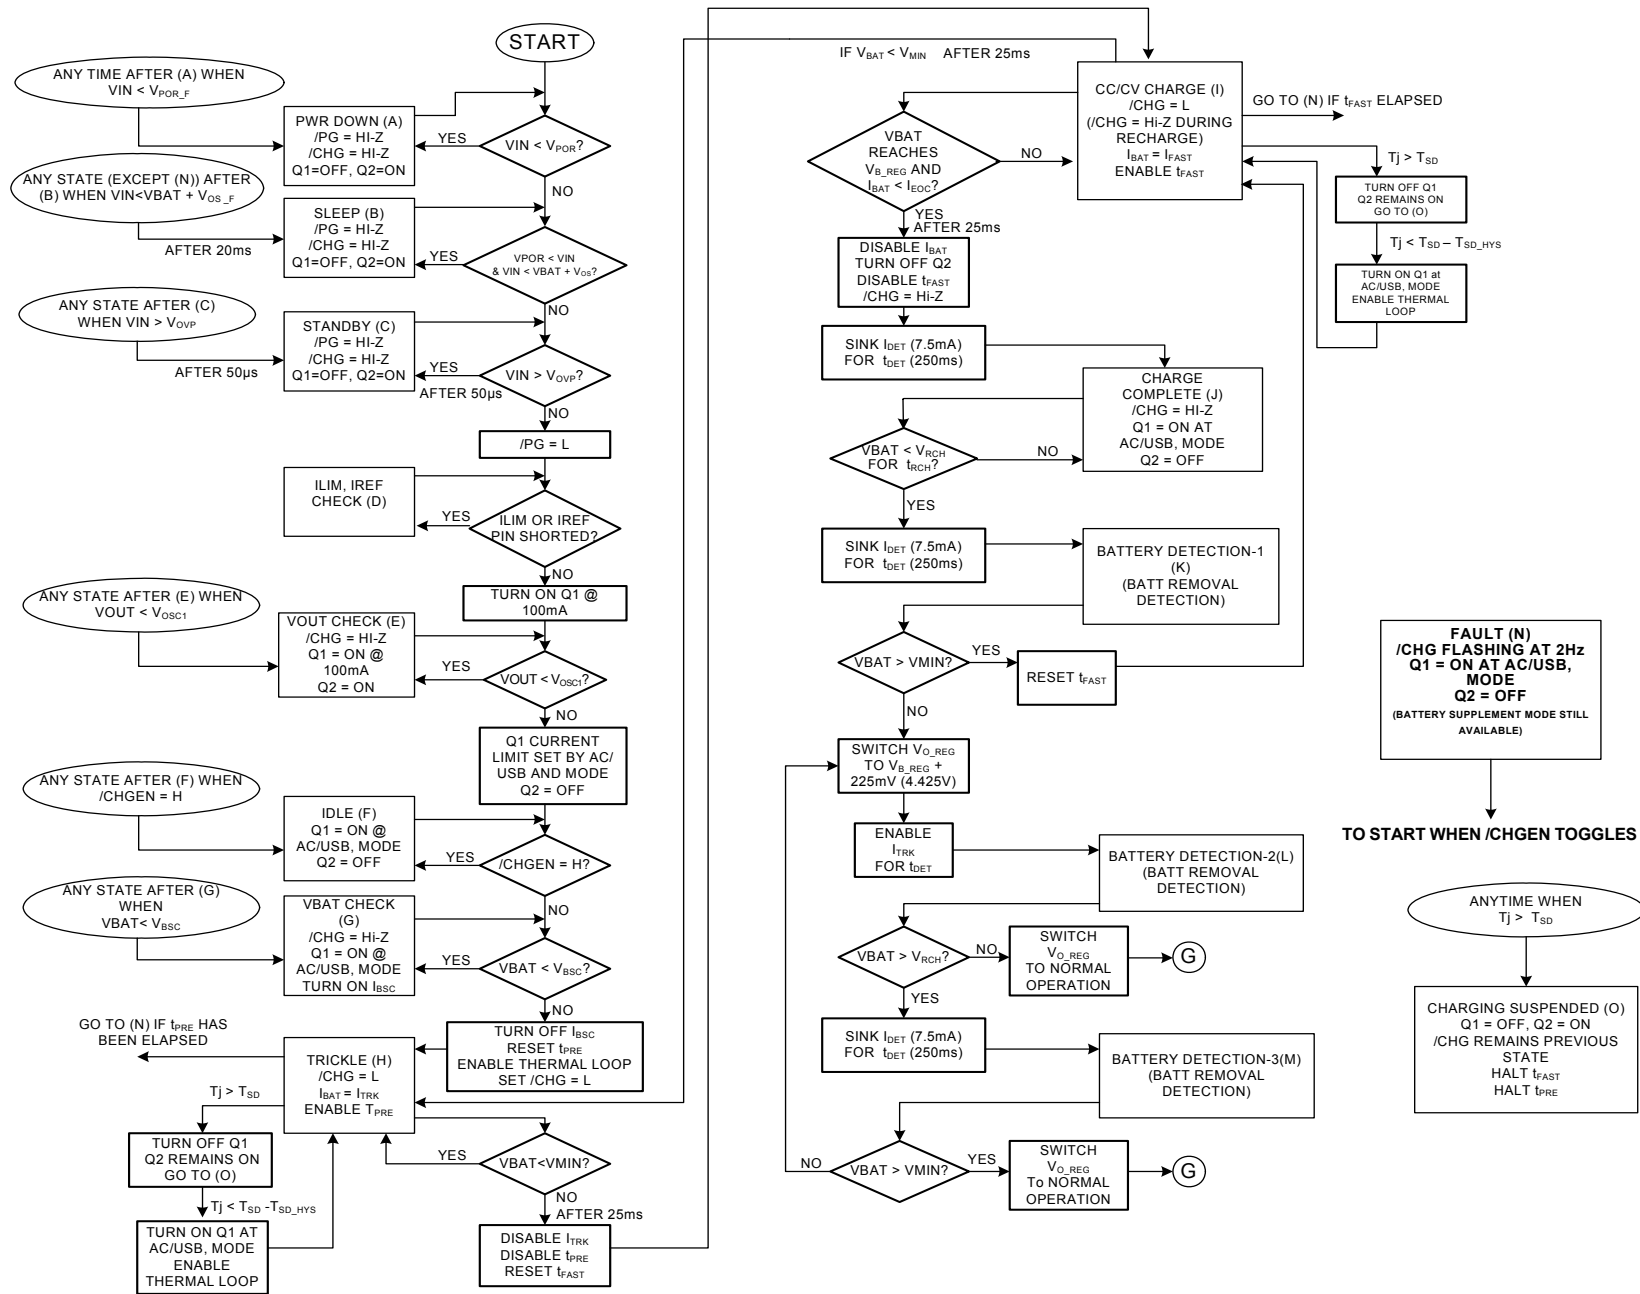 START
ANY TIME AFTER (A) WHEN
VIN < VPOR_F
PWR DOWN (A)
/PG = HI-Z
/CHG = HI-Z
Q1=OFF, Q2=ON
YES
VIN < VPOR?
NO
ANY STATE (EXCEPT (N)) AFTER
(B) WHEN VIN<VBAT + VOS_F
AFTER 20ms
SLEEP (B)
/PG = HI-Z
/CHG = HI-Z
Q1=OFF, Q2=ON
YES
VPOR < VIN
& VIN < VBAT + VOS?
NO
ANY STATE AFTER (C)
WHEN VIN > VOVP
AFTER 50µs
STANDBY (C)
/PG = HI-Z
/CHG = HI-Z
Q1=OFF, Q2=ON
YES
AFTER 50µs
VIN > VOVP?
NO
/PG = L
ILIM, IREF
CHECK (D)
YES
ILIM OR IREF
PIN SHORTED?
NO
TURN ON Q1 @
100mA
ANY STATE AFTER (E) WHEN
VOUT < VOSC1
VOUT CHECK (E)
/CHG = HI-Z
Q1 = ON @
100mA
Q2 = ON
YES
VOUT < VOSC1?
NO
Q1 CURRENT
LIMIT SET BY AC/
USB AND MODE
Q2 = OFF
ANY STATE AFTER (F) WHEN
/CHGEN = H
IDLE (F)
Q1 = ON @
AC/USB, MODE
Q2 = OFF
YES
/CHGEN = H?
NO
ANY STATE AFTER (G)
WHEN
VBAT< VBSC
VBAT CHECK
(G)
/CHG = Hi-Z
Q1 = ON @
AC/USB, MODE
TURN ON IBSC
YES
VBAT < VBSC?
NO
TURN OFF IBSC
RESET tPRE
ENABLE THERMAL LOOP
SET /CHG = L
GO TO (N) IF tPRE HAS
BEEN ELAPSED
TRICKLE (H)
/CHG = L
IBAT = ITRK
ENABLE TPRE
Tj > TSD
TURN OFF Q1
Q2 REMAINS ON
GO TO (O)
Tj < TSD -TSD_HYS
TURN ON Q1 AT
AC/USB, MODE
ENABLE
THERMAL LOOP
YES
VBAT<VMIN?
NO
AFTER 25ms
DISABLE ITRK
DISABLE tPRE
RESET tFAST
IF VBAT < VMIN AFTER 25ms
CC/CV CHARGE (I)
/CHG = L
(/CHG = Hi-Z DURING
RECHARGE)
IBAT = IFAST
ENABLE tFAST
GO TO (N) IF tFAST ELAPSED
Tj > TSD
TURN OFF Q1
Q2 REMAINS ON
GO TO (O)
Tj < TSD – TSD_HYS
TURN ON Q1 at
AC/USB, MODE
ENABLE THERMAL
LOOP
VBAT
REACHES
VB_REG AND
IBAT < IEOC?
NO
YES
AFTER 25ms
DISABLE IBAT
TURN OFF Q2
DISABLE tFAST
/CHG = Hi-Z
SINK IDET (7.5mA)
FOR tDET (250ms)
CHARGE
COMPLETE (J)
/CHG = HI-Z
Q1 = ON AT
AC/USB, MODE
Q2 = OFF
VBAT < VRCH
FOR tRCH?
NO
YES
SINK IDET (7.5mA)
FOR tDET (250ms)
BATTERY DETECTION-1
(K)
(BATT REMOVAL
DETECTION)
VBAT > VMIN?
YES
RESET tFAST
NO
SWITCH VO_REG
TO VB_REG +
225mV (4.425V)
ENABLE
ITRK
FOR tDET
BATTERY DETECTION-2(L)
(BATT REMOVAL
DETECTION)
VBAT > VRCH?
NO
SWITCH
VO_REG
TO NORMAL
OPERATION
G
YES
SINK IDET (7.5mA)
FOR tDET (250ms)
BATTERY DETECTION-3(M)
(BATT REMOVAL
DETECTION)
NO
VBAT > VMIN?
YES
SWITCH
VO_REG
To NORMAL
OPERATION
G
FAULT (N)
/CHG FLASHING AT 2Hz
Q1 = ON AT AC/USB,
MODE
Q2 = OFF
(BATTERY SUPPLEMENT MODE STILL
AVAILABLE)
TO START WHEN /CHGEN TOGGLES
ANYTIME WHEN
Tj > TSD
CHARGING SUSPENDED (O)
Q1 = OFF, Q2 = ON
/CHG REMAINS PREVIOUS
STATE
HALT tFAST
HALT tPRE